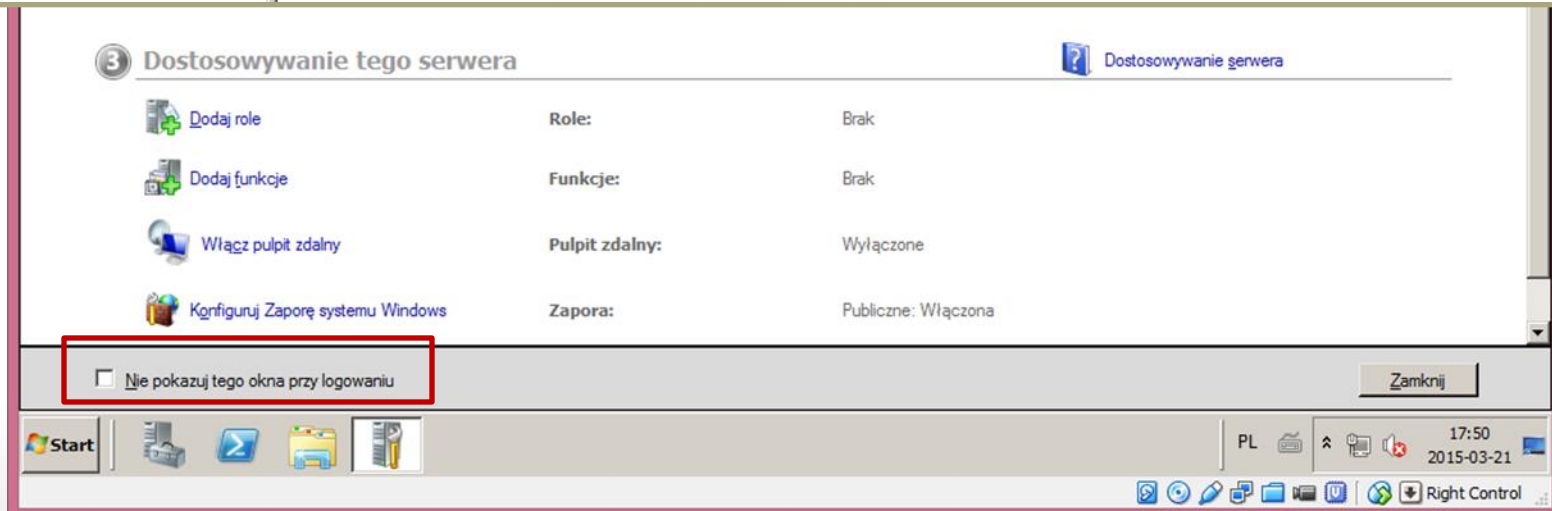 3 Dostosowywanie tego serwera
Dostosowywanie serwera
Dodaj role Role: Brak
Dodaj funkcje Funkcje: Brak
Włącz pulpit zdalny Pulpit zdalny: Wyłączone
Konfiguruj Zaporę systemu Windows Zapora: Publiczne: Włączona
Nie pokazuj tego okna przy logowaniu
Zamknij
Start
PL
17:50
2015-03-21
Right Control